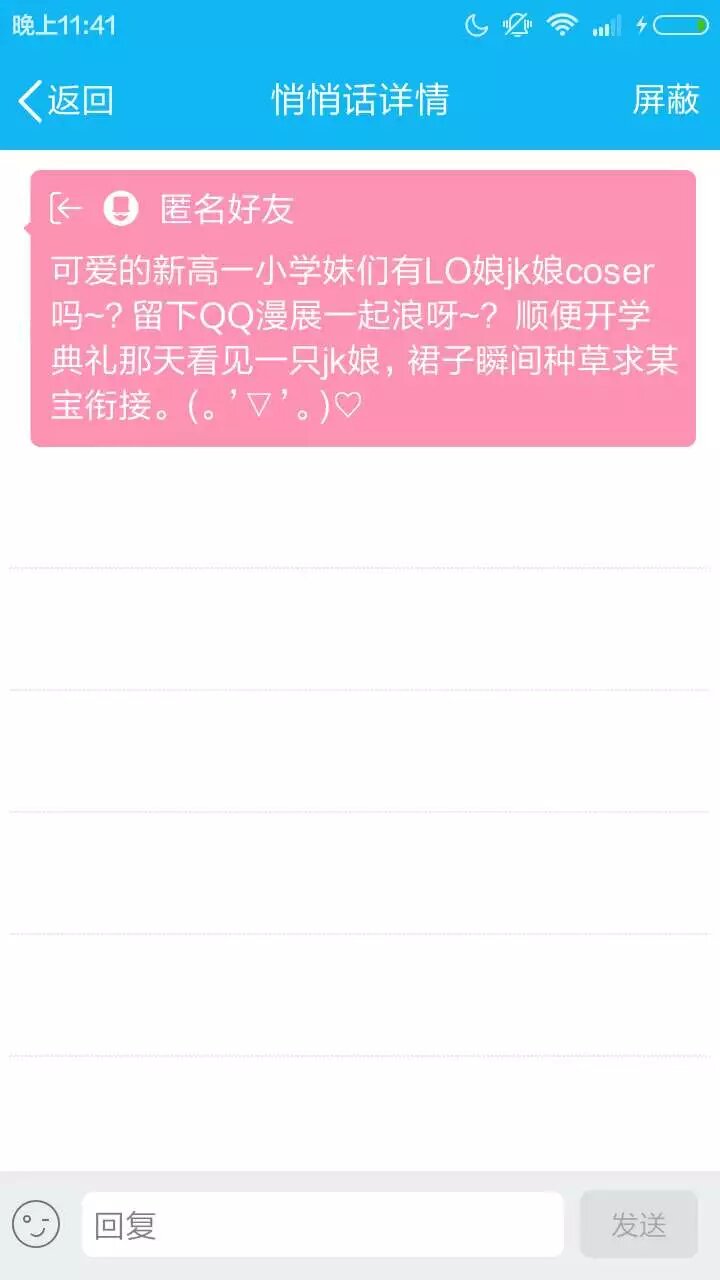 晚上11:41
返回 悄悄话详情 屏蔽
匿名好友
可爱的新高一小学妹们有LO娘jk娘coser
吗~? 留下QQ漫展一起浪呀~? 顺便开学
典礼那天看见一只jk娘，裙子瞬间种草求某
宝衔接。(。'▽'。)♡
回复 发送